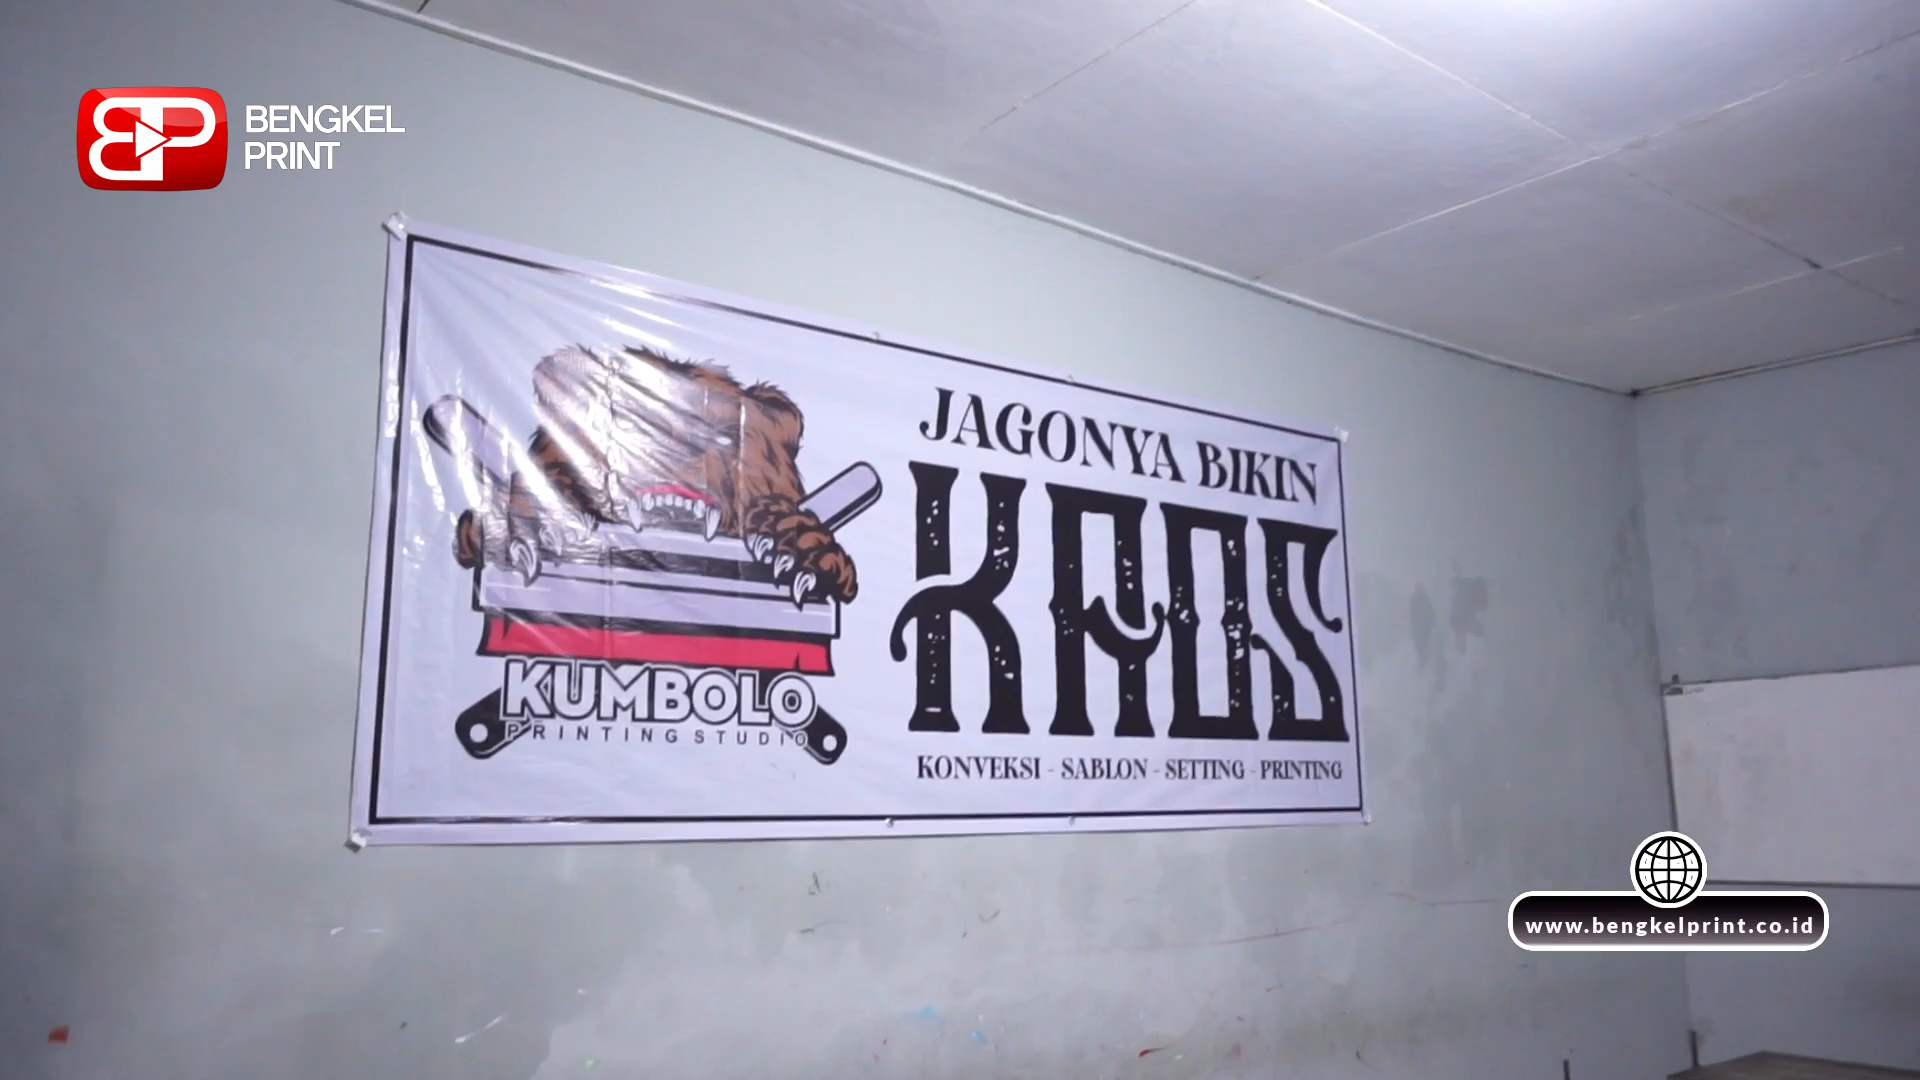 BENGKEL
PRINT
JAGONYA BIKIN
KAOS
KUMBOLO
PRINTING STUDIO
KONVEKSI - SABLON - SETTING - PRINTING
www.bengkelprint.co.id